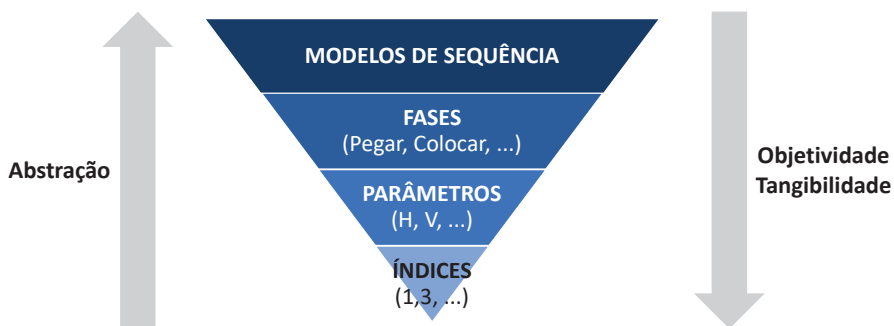 MODELOS DE SEQUÊNCIA
FASES
(Pegar, Colocar, ...)
PARÂMETROS
(H, V, ...)
ÍNDICES
(1,3, ...)
Abstração
Objetividade
Tangibilidade